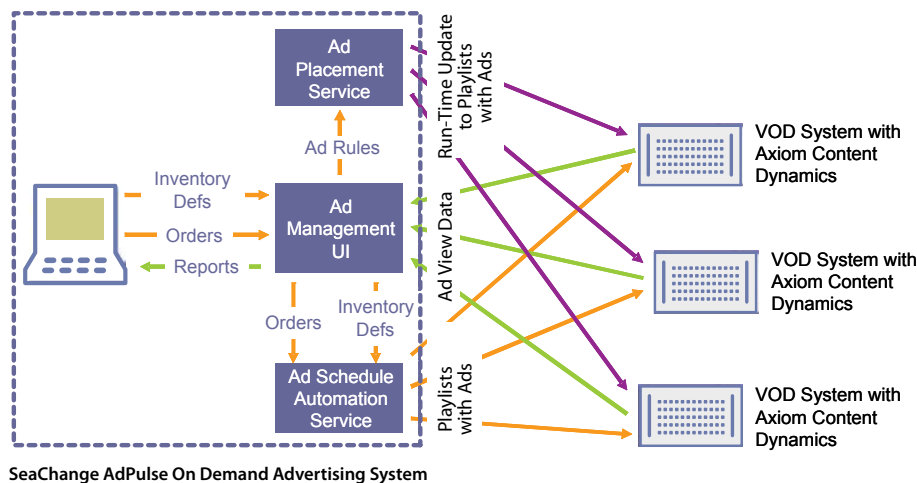 Ad
Placement
Service
Run-Time Update
to Playlists
with Ads
VOD System with
Axiom Content
Dynamics
Ad Rules
Inventory
Defs
Orders
Reports
Ad
Management
UI
Ad View Data
VOD System with
Axiom Content
Dynamics
Orders
Inventory
Defs
Ad Schedule
Automation
Service
Playlists
with Ads
VOD System with
Axiom Content
Dynamics
SeaChange AdPulse On Demand Advertising System